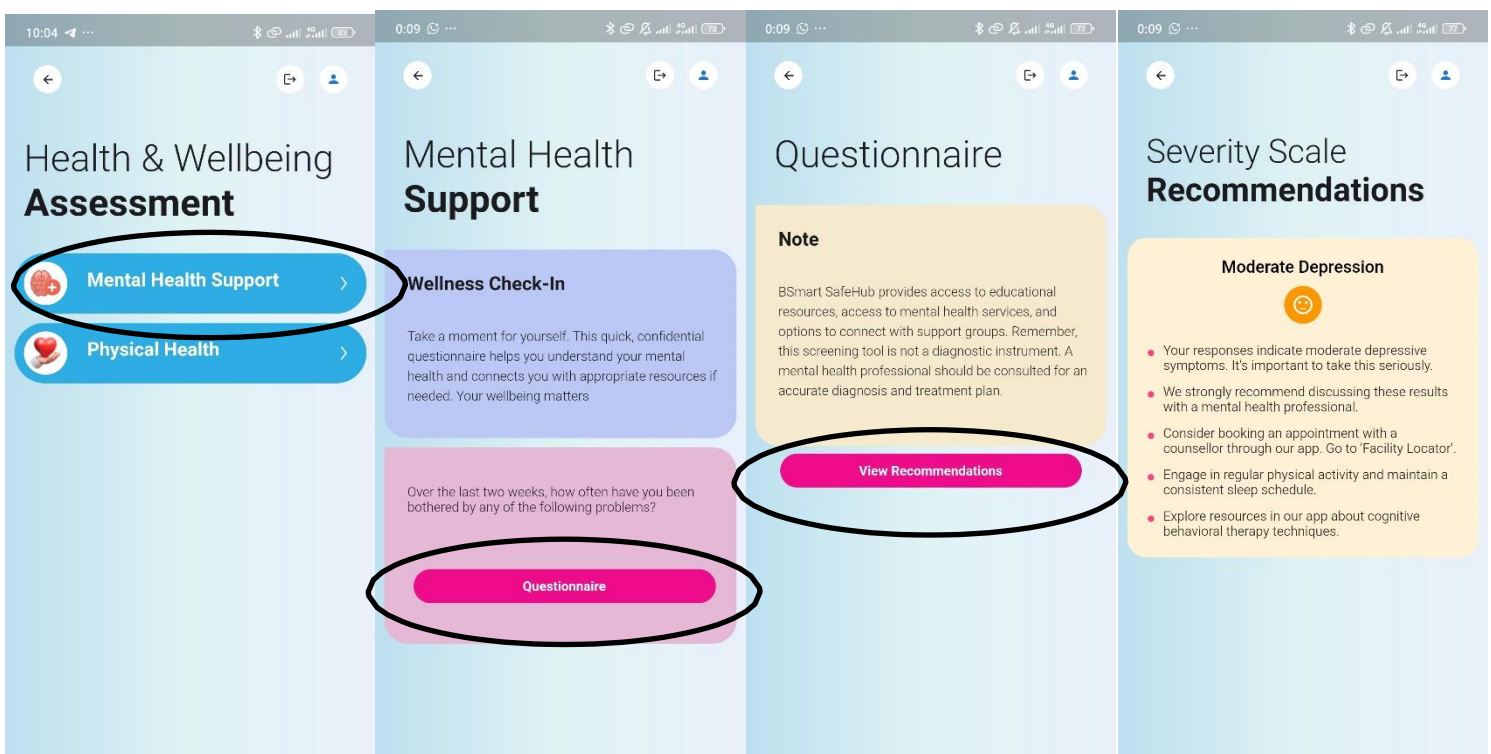 10:04
Health & Wellbeing
Assessment
Mental Health Support
Physical Health
0:09
4G
78
Mental Health
Support
Wellness Check-In
Take a moment for yourself. This quick, confidential
questionnaire helps you understand your mental
health and connects you with appropriate resources if
needed. Your wellbeing matters
Over the last two weeks, how often have you been
bothered by any of the following problems?
Questionnaire
0:09
4G
77
Questionnaire
Note
BSmart SafeHub provides access to educational
resources, access to mental health services, and
options to connect with support groups. Remember,
this screening tool is not a diagnostic instrument. A
mental health professional should be consulted for an
accurate diagnosis and treatment plan.
View Recommendations
0:09
4G
77
Severity Scale
Recommendations
Moderate Depression
Your responses indicate moderate depressive
symptoms. It's important to take this seriously.
We strongly recommend discussing these results
with a mental health professional.
Consider booking an appointment with a
counsellor through our app. Go to 'Facility Locator'.
Engage in regular physical activity and maintain a
consistent sleep schedule.
Explore resources in our app about cognitive
behavioral therapy techniques.